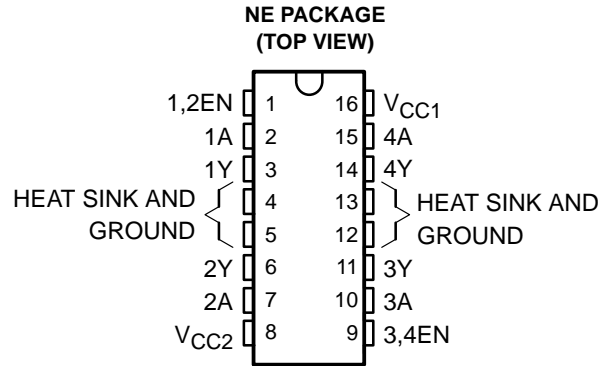 NE PACKAGE
(TOP VIEW)
1,2EN 1 16 VCC1
1A 2 15 4A
1Y 3 14 4Y
HEAT SINK AND 4 13 HEAT SINK AND
GROUND 5 12 GROUND
2Y 6 11 3Y
2A 7 10 3A
VCC2 8 9 3,4EN